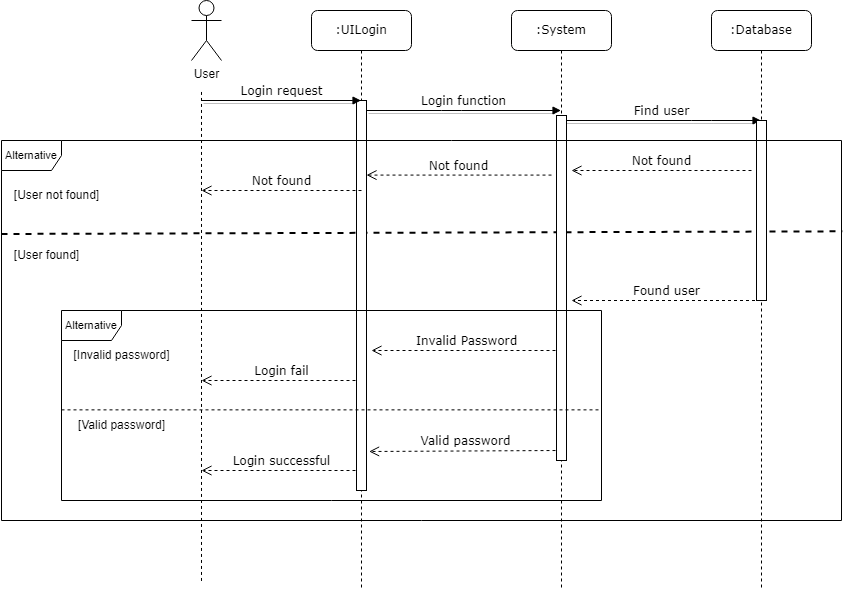 :UILogin
:System
:Database
User
Login request
Login function
Find user
Alternative
Not found
Not found
Not found
[User not found]
[User found]
Found user
Alternative
Invalid Password
[Invalid password]
Login fail
[Valid password]
Valid password
Login successful